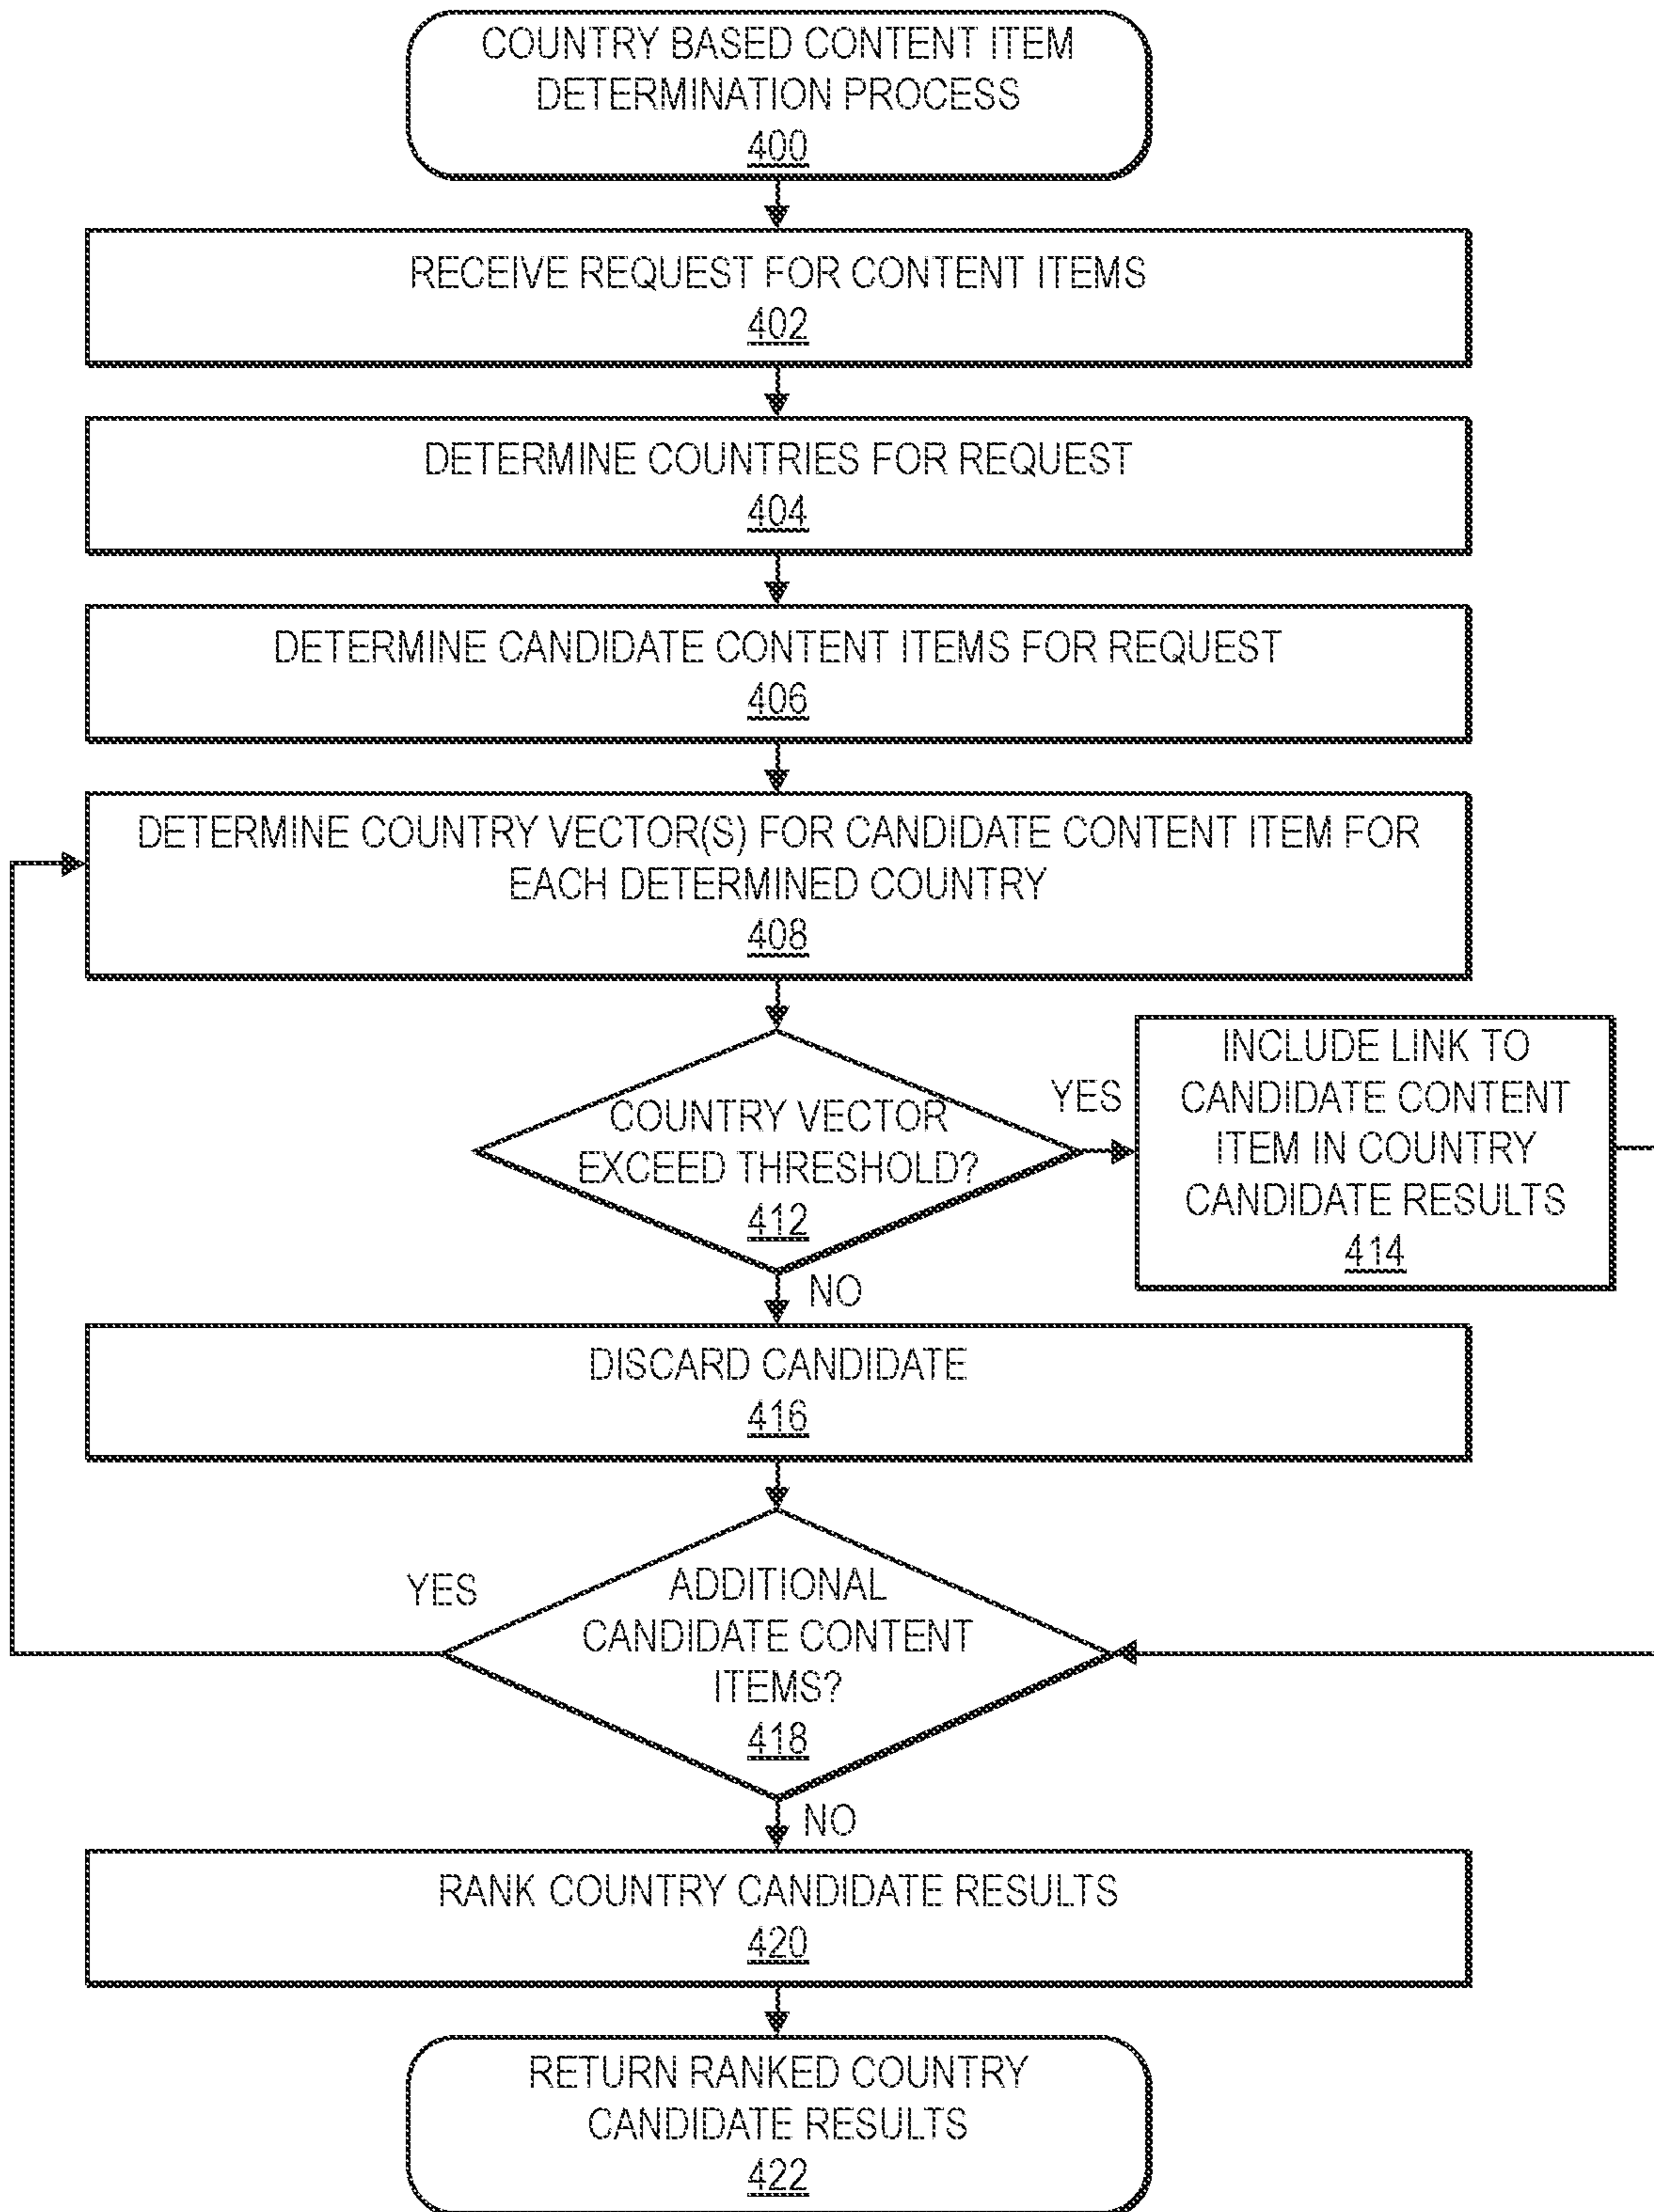 COUNTRY BASED CONTENT ITEM
DETERMINATION PROCESS
400
RECEIVE REQUEST FOR CONTENT ITEMS
402
DETERMINE COUNTRIES FOR REQUEST
404
DETERMINE CANDIDATE CONTENT ITEMS FOR REQUEST
406
DETERMINE COUNTRY VECTOR(S) FOR CANDIDATE CONTENT ITEM FOR
EACH DETERMINED COUNTRY
408
COUNTRY VECTOR
EXCEED THRESHOLD?
412
YES
INCLUDE LINK TO
CANDIDATE CONTENT
ITEM IN COUNTRY
CANDIDATE RESULTS
414
NO
DISCARD CANDIDATE
416
YES
ADDITIONAL
CANDIDATE CONTENT
ITEMS?
418
NO
RANK COUNTRY CANDIDATE RESULTS
420
RETURN RANKED COUNTRY
CANDIDATE RESULTS
422